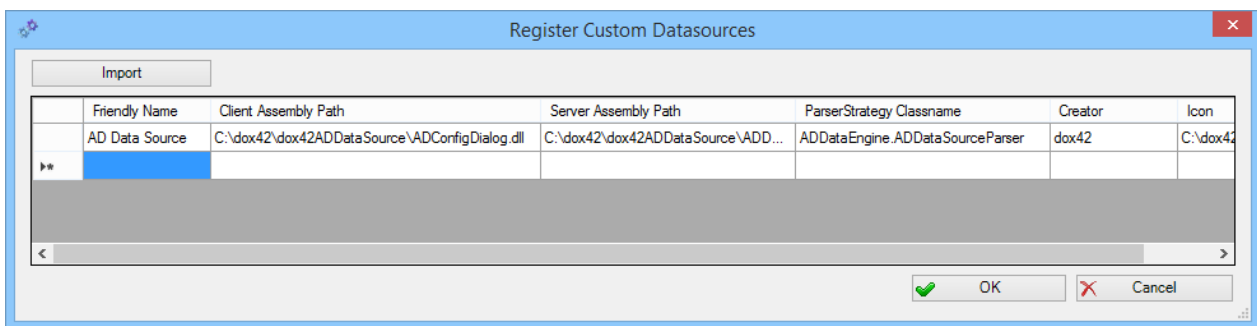 Register Custom Datasources
Import
Friendly Name Client Assembly Path Server Assembly Path ParserStrategy Classname Creator Icon
AD Data Source C:\dox42\dox42ADDataSource\ADConfigDialog.dll C:\dox42\dox42ADDataSource\ADD... ADDataEngine.ADDataSourceParser dox42 C:\dox42
OK Cancel